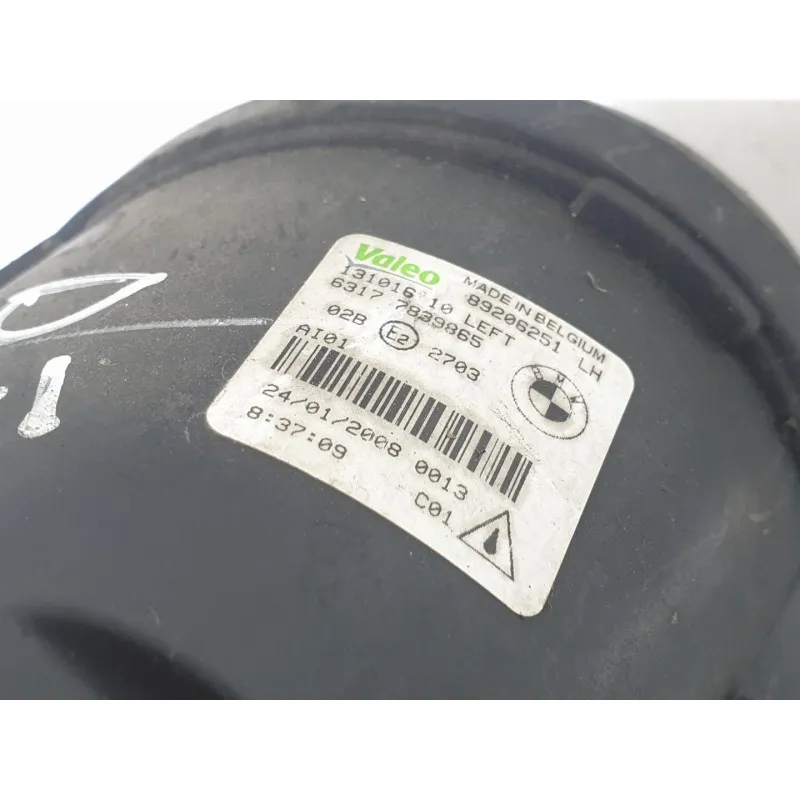 Valeo MADE IN BELGIUM
131016 10 LEFT 89206251 LH
6317 7839865
02B E2 2703
AI01
BMW
24/01/2008 0013
8:37:09 C01